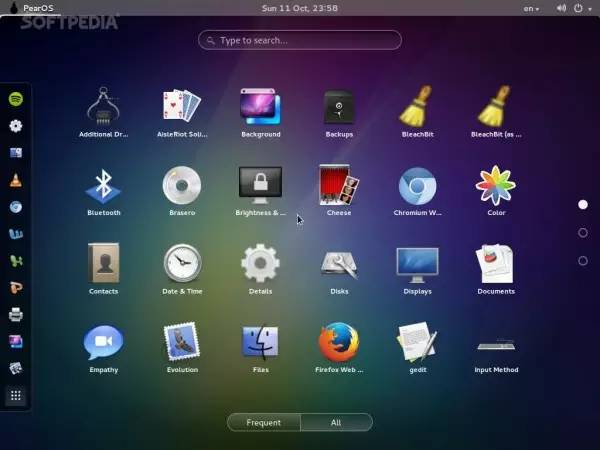 PearOS
Sun 11 Oct, 23:58
en
SOFTPEDIA
Type to search...
Additional Dr...
AisleRiot Soli...
Background
Backups
BleachBit
BleachBit (as ...
Bluetooth
Brasero
Brightness & ...
Cheese
Chromium W...
Color
Contacts
Date & Time
Details
Disks
Displays
Documents
Empathy
Evolution
Files
Firefox Web ...
gedit
Input Method
Frequent
All